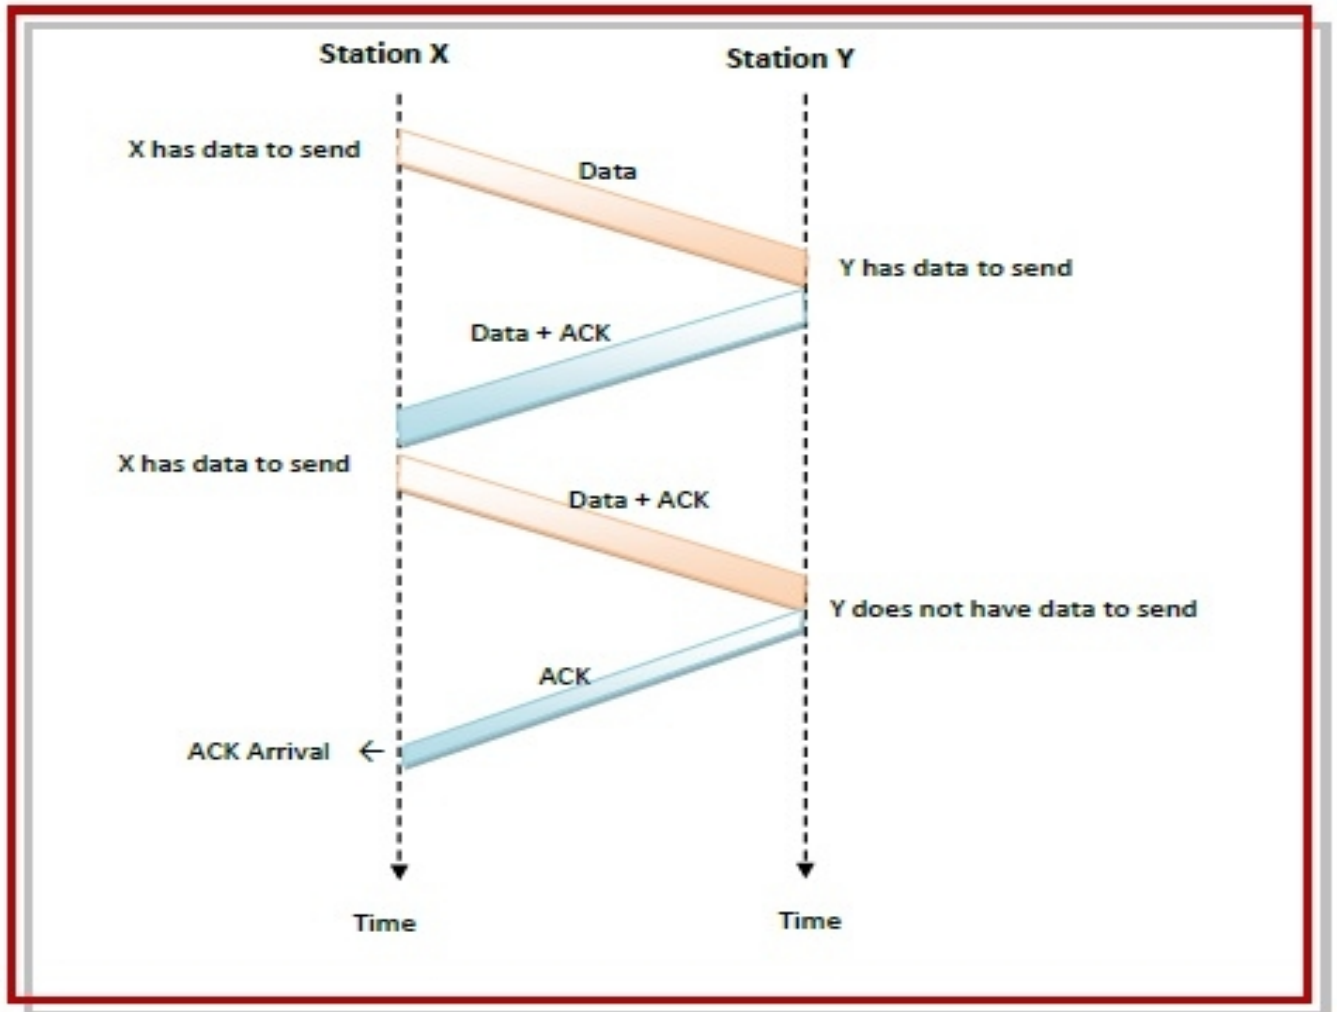 Station X
Station Y
X has data to send
Data
Y has data to send
Data + ACK
X has data to send
Data + ACK
Y does not have data to send
ACK
ACK Arrival ←
Time
Time